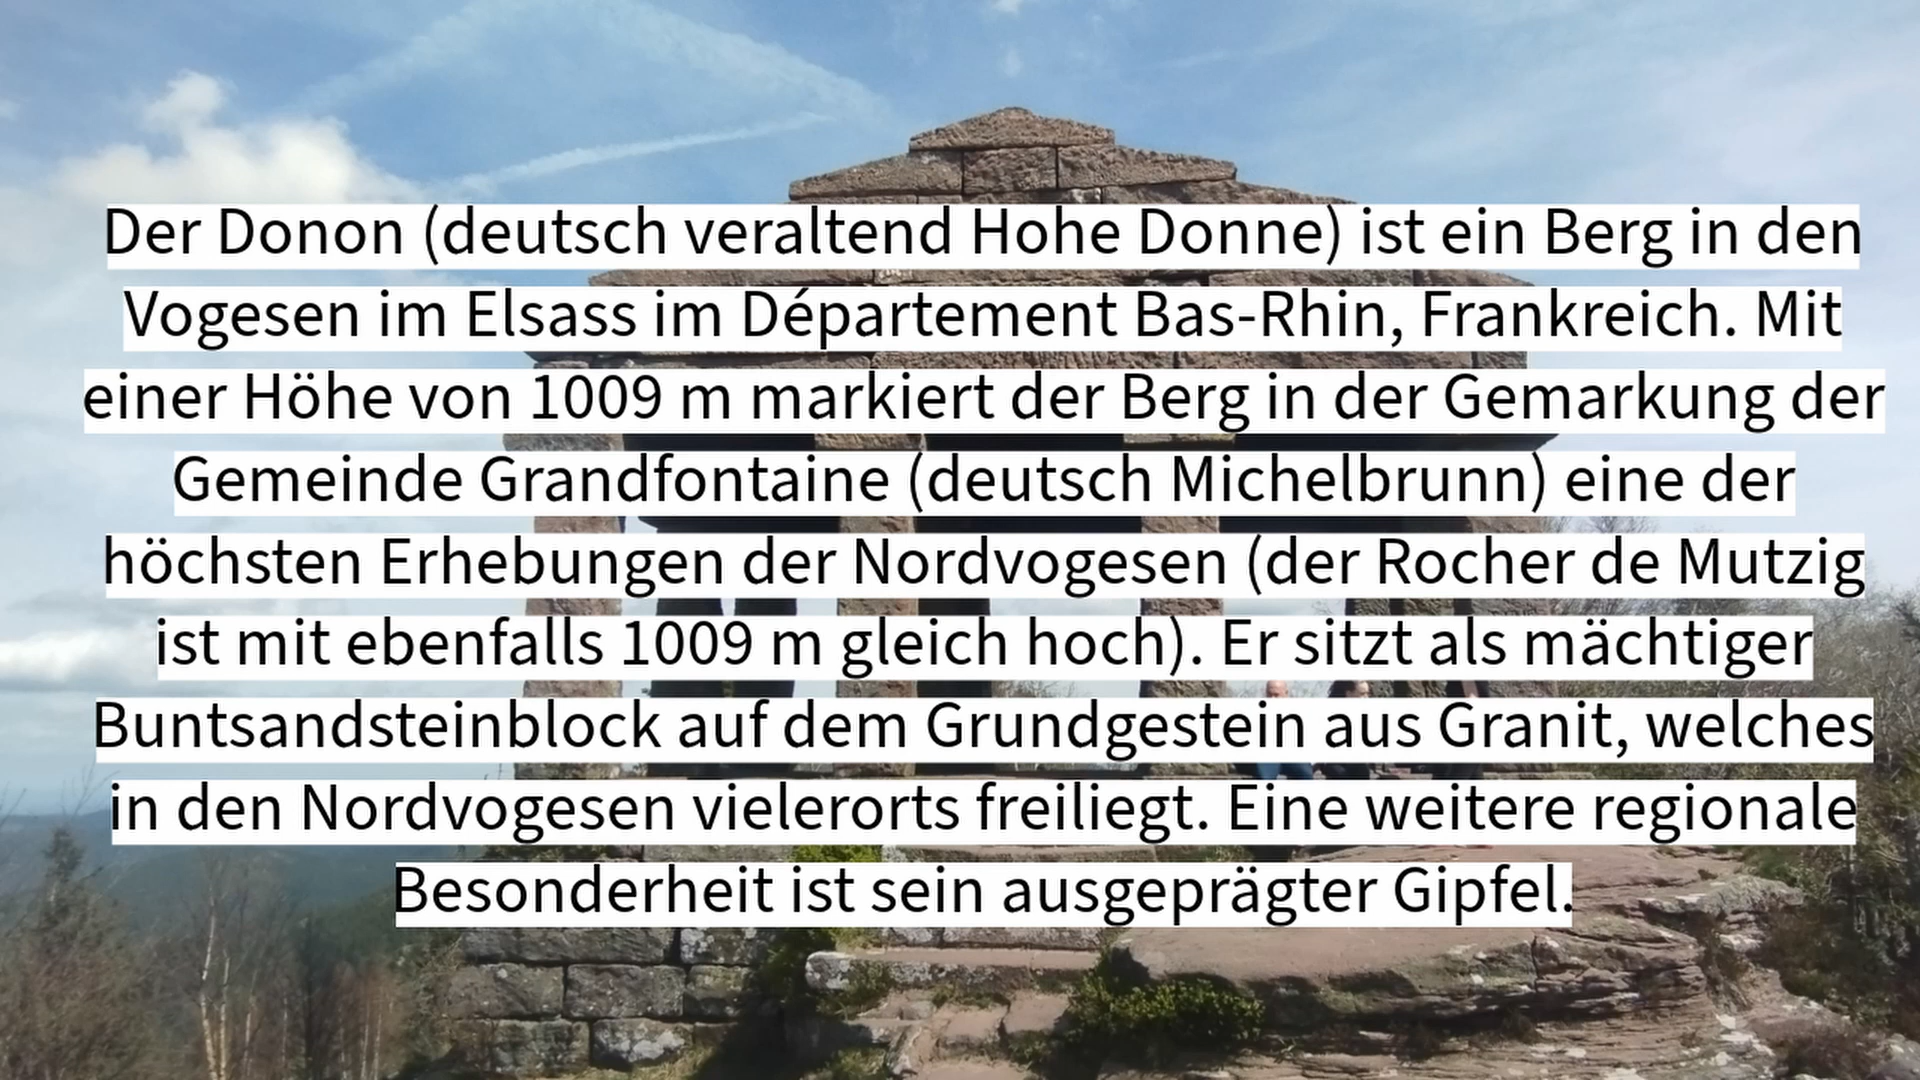 Der Donon (deutsch veraltend Hohe Donne) ist ein Berg in den
Vogesen im Elsass im Département Bas-Rhin, Frankreich. Mit
einer Höhe von 1009 m markiert der Berg in der Gemarkung der
Gemeinde Grandfontaine (deutsch Michelbrunn) eine der
höchsten Erhebungen der Nordvogesen (der Rocher de Mutzig
ist mit ebenfalls 1009 m gleich hoch). Er sitzt als mächtiger
Buntsandsteinblock auf dem Grundgestein aus Granit, welches
in den Nordvogesen vielerorts freiliegt. Eine weitere regionale
Besonderheit ist sein ausgeprägter Gipfel.